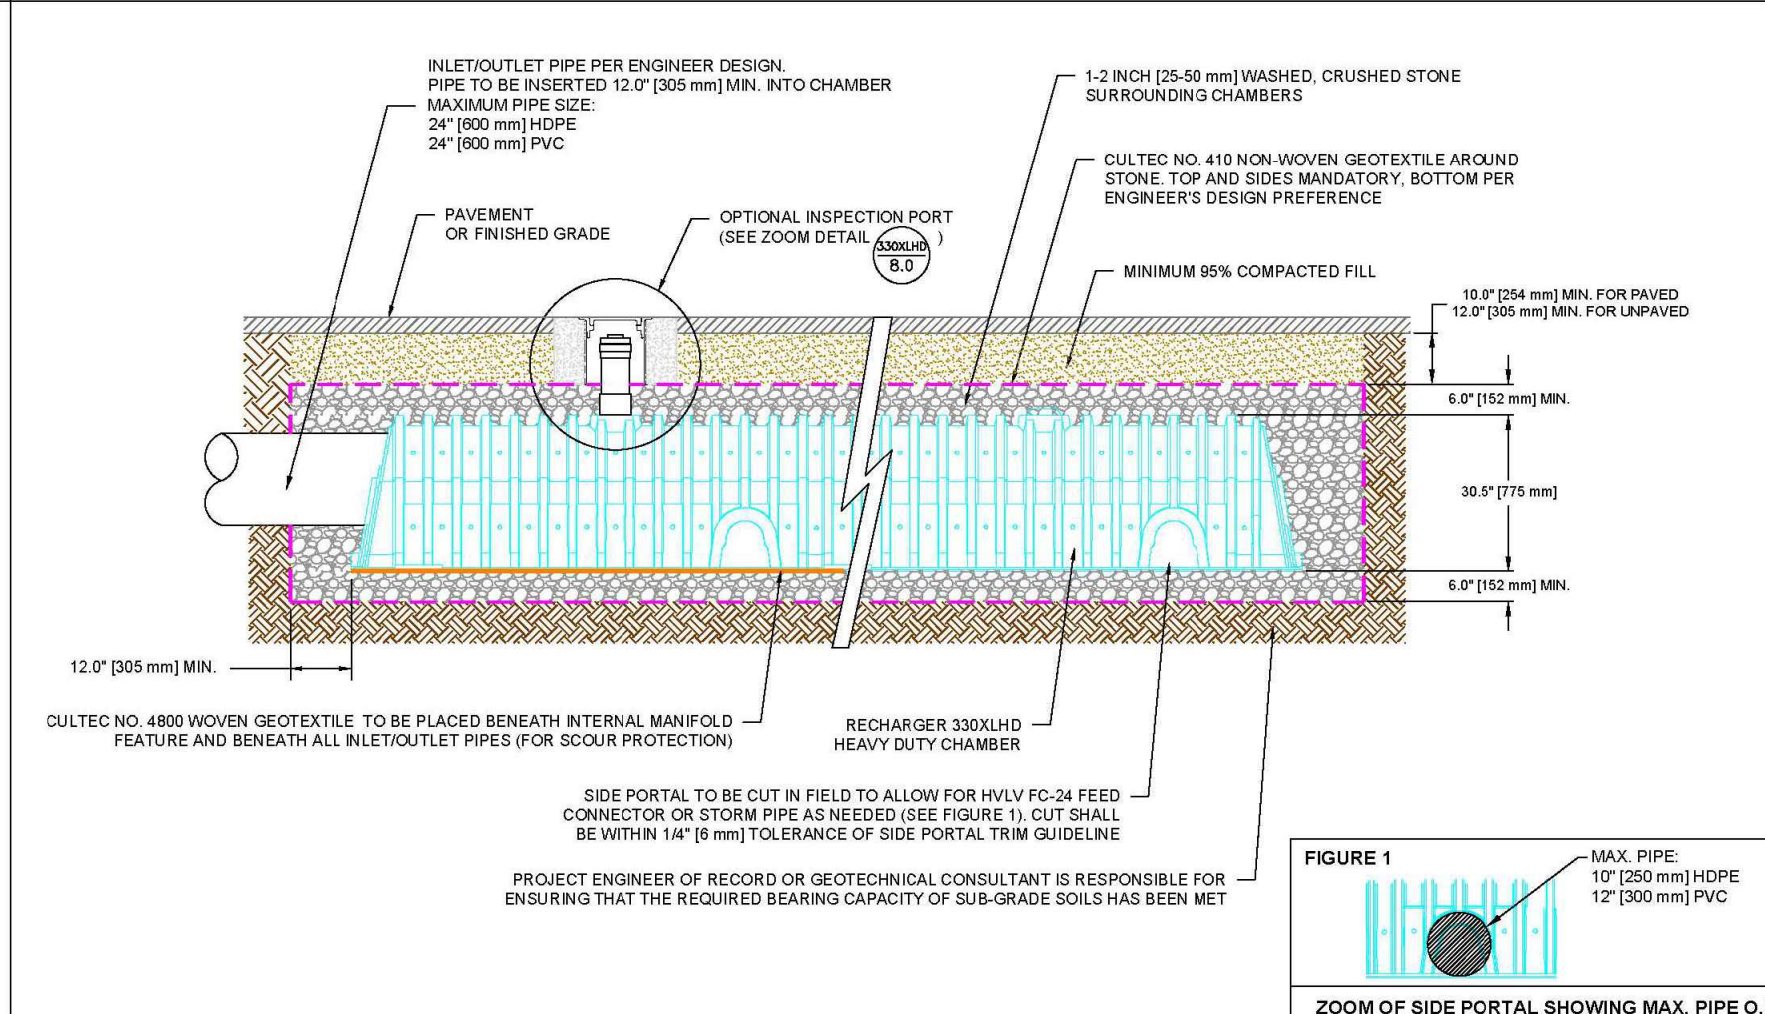 INLET/OUTLET PIPE PER ENGINEER DESIGN.
PIPE TO BE INSERTED 12.0" [305 mm] MIN. INTO CHAMBER
MAXIMUM PIPE SIZE:
24" [600 mm] HDPE
24" [600 mm] PVC
1-2 INCH [25-50 mm] WASHED, CRUSHED STONE
SURROUNDING CHAMBERS
CULTEC NO. 410 NON-WOVEN GEOTEXTILE AROUND
STONE. TOP AND SIDES MANDATORY, BOTTOM PER
ENGINEER'S DESIGN PREFERENCE
PAVEMENT
OR FINISHED GRADE
OPTIONAL INSPECTION PORT
(SEE ZOOM DETAIL 330XLHD )
8.0
MINIMUM 95% COMPACTED FILL
10.0" [254 mm] MIN. FOR PAVED
12.0" [305 mm] MIN. FOR UNPAVED
6.0" [152 mm] MIN.
30.5" [775 mm]
6.0" [152 mm] MIN.
12.0" [305 mm] MIN.
CULTEC NO. 4800 WOVEN GEOTEXTILE TO BE PLACED BENEATH INTERNAL MANIFOLD
FEATURE AND BENEATH ALL INLET/OUTLET PIPES (FOR SCOUR PROTECTION)
RECHARGER 330XLHD
HEAVY DUTY CHAMBER
SIDE PORTAL TO BE CUT IN FIELD TO ALLOW FOR HVLV FC-24 FEED
CONNECTOR OR STORM PIPE AS NEEDED (SEE FIGURE 1). CUT SHALL
BE WITHIN 1/4" [6 mm] TOLERANCE OF SIDE PORTAL TRIM GUIDELINE
PROJECT ENGINEER OF RECORD OR GEOTECHNICAL CONSULTANT IS RESPONSIBLE FOR
ENSURING THAT THE REQUIRED BEARING CAPACITY OF SUB-GRADE SOILS HAS BEEN MET
FIGURE 1
MAX. PIPE:
10" [250 mm] HDPE
12" [300 mm] PVC
ZOOM OF SIDE PORTAL SHOWING MAX. PIPE O.